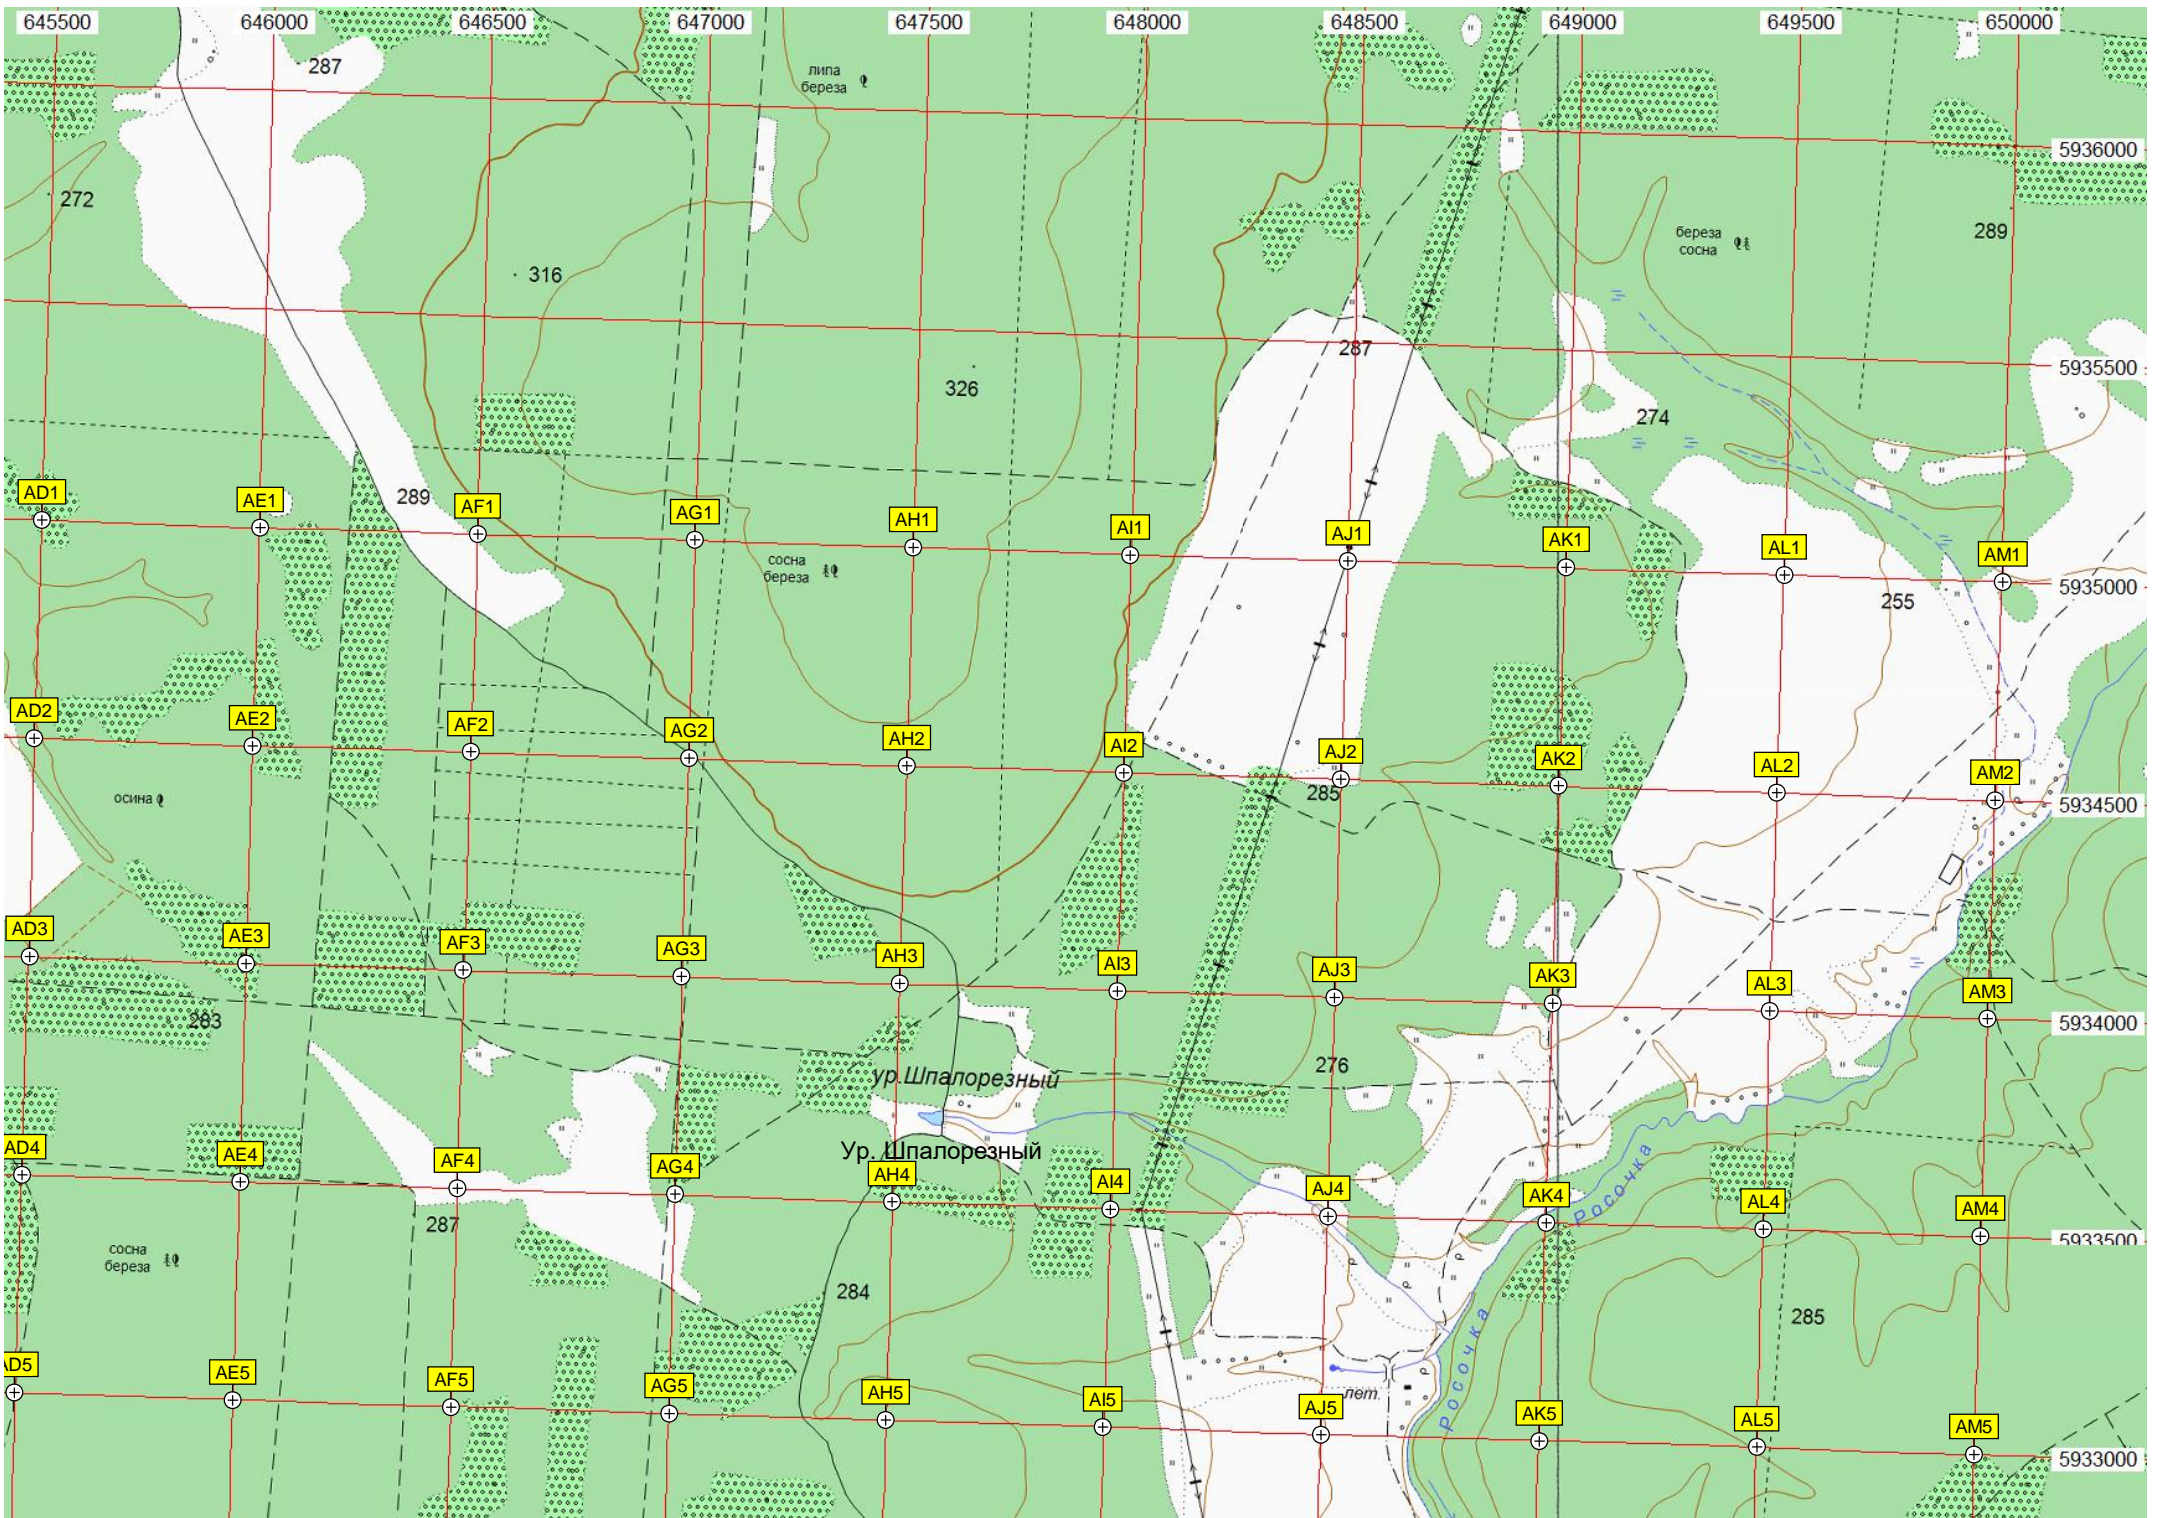 645500 646000 646500 647000 647500 648000 648500 649000 649500 650000
287
липа
береза
5936000
272
береза
сосна
289
316
287
5935500
326
274
289
AD1 AE1 AF1 AG1 AH1 AI1 AJ1 AK1 AL1 AM1
сосна
береза
5935000
255
AD2 AE2 AF2 AG2 AH2 AI2 AJ2 AK2 AL2 AM2
осина
285
5934500
AD3 AE3 AF3 AG3 AH3 AI3 AJ3 AK3 AL3 AM3
283
5934000
276
ур.Шпалорезный
Ур. Шпалорезный
AD4 AE4 AF4 AG4 AH4 AI4 AJ4 AK4 AL4 AM4
Росочка
287
5933500
сосна
береза
284
285
Росочка
AD5 AE5 AF5 AG5 AH5 AI5 AJ5 AK5 AL5 AM5
лет.
5933000